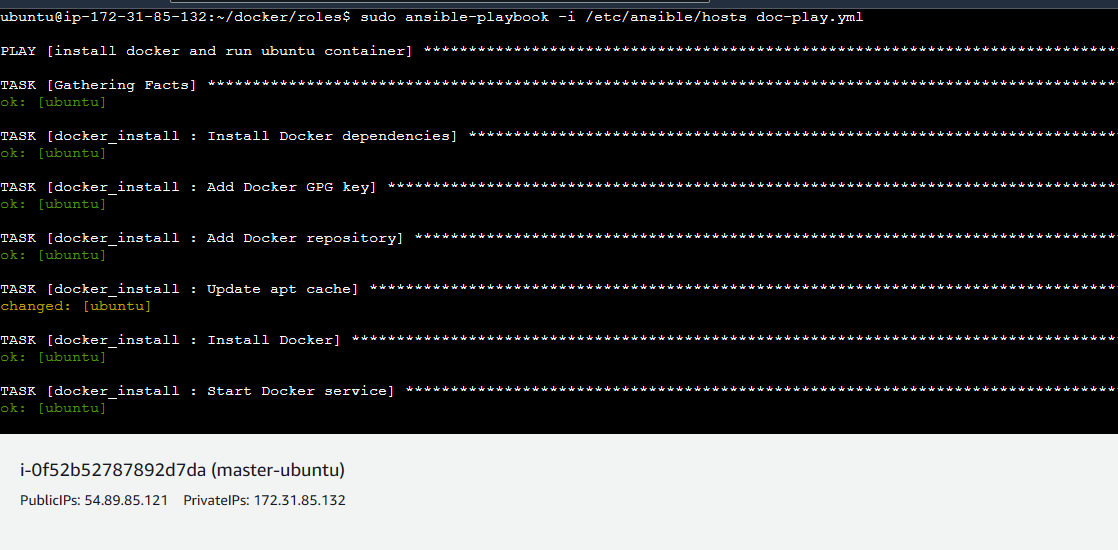 ubuntu@ip-172-31-85-132:~/docker/roles$ sudo ansible-playbook -i /etc/ansible/hosts doc-play.yml
PLAY [install docker and run ubuntu container] *****************************************************************************
TASK [Gathering Facts] *****************************************************************************************************
ok: [ubuntu]
TASK [docker_install : Install Docker dependencies] ************************************************************************
ok: [ubuntu]
TASK [docker_install : Add Docker GPG key] *********************************************************************************
ok: [ubuntu]
TASK [docker_install : Add Docker repository] ******************************************************************************
ok: [ubuntu]
TASK [docker_install : Update apt cache] ***********************************************************************************
changed: [ubuntu]
TASK [docker_install : Install Docker] *************************************************************************************
ok: [ubuntu]
TASK [docker_install : Start Docker service] *******************************************************************************
ok: [ubuntu]
i-0f52b52787892d7da (master-ubuntu)
PublicIPs: 54.89.85.121 PrivateIPs: 172.31.85.132